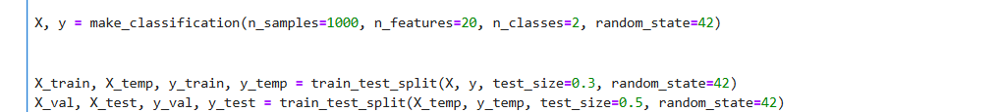 X, y = make_classification(n_samples=1000, n_features=20, n_classes=2, random_state=42)
X_train, X_temp, y_train, y_temp = train_test_split(X, y, test_size=0.3, random_state=42)
X_val, X_test, y_val, y_test = train_test_split(X_temp, y_temp, test_size=0.5, random_state=42)